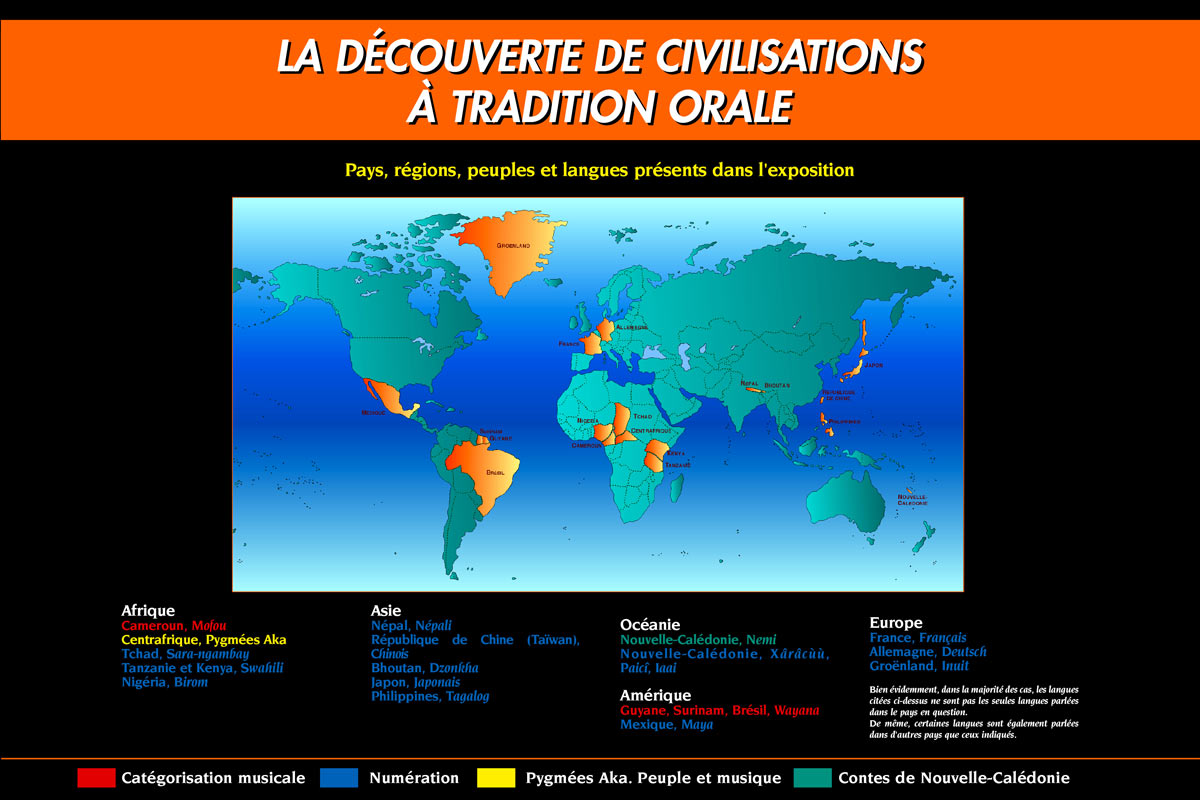 LA DÉCOUVERTE DE CIVILISATIONS
À TRADITION ORALE
Pays, régions, peuples et langues présents dans l'exposition
GROENLAND
ALLEMAGNE
FRANCE
JAPON
NÉPAL
BHOUTAN
RÉPUBLIQUE
DE CHINE
MEXIQUE
PHILIPPINES
TCHAD
NIGERIA
CENTRAFRIQUE
SURINAM
GUYANE
CAMEROUN
KENYA
TANZANIE
BRÉSIL
NOUVELLE-
CALÉDONIE
Afrique
Cameroun, Mofou
Centrafrique, Pygmées Aka
Tchad, Sara-ngambay
Tanzanie et Kenya, Swahili
Nigéria, Birom
Asie
Népal, Népali
République de Chine (Taïwan),
Chinois
Bhoutan, Dzonkha
Japon, Japonais
Philippines, Tagalog
Océanie
Nouvelle-Calédonie, Nemi
Nouvelle-Calédonie, Xârâcùù,
Paicî, Iaai
Amérique
Guyane, Surinam, Brésil, Wayana
Mexique, Maya
Europe
France, Français
Allemagne, Deutsch
Groënland, Inuit
Bien évidemment, dans la majorité des cas, les langues
citées ci-dessus ne sont pas les seules langues parlées
dans le pays en question.
De même, certaines langues sont également parlées
dans d'autres pays que ceux indiqués.
Catégorisation musicale
Numération
Pygmées Aka. Peuple et musique
Contes de Nouvelle-Calédonie